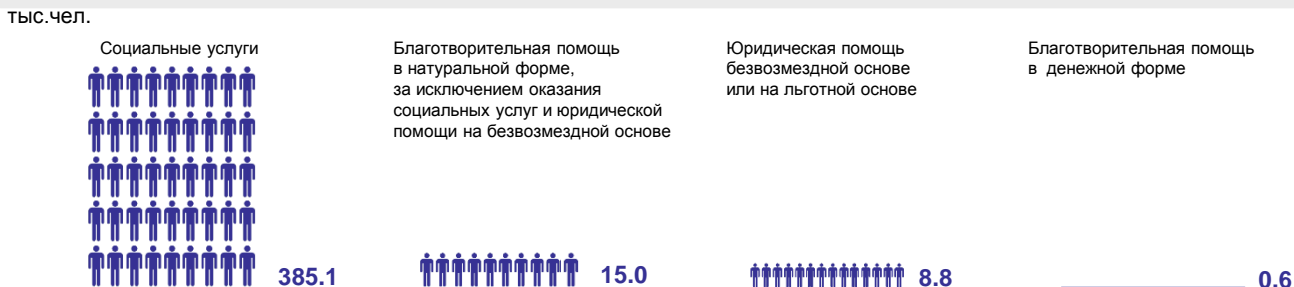 тыс.чел.
Социальные услуги
385.1
Благотворительная помощь
в натуральной форме,
за исключением оказания
социальных услуг и юридической
помощи на безвозмездной основе
15.0
Юридическая помощь
безвозмездной основе
или на льготной основе
8.8
Благотворительная помощь
в денежной форме
0.6